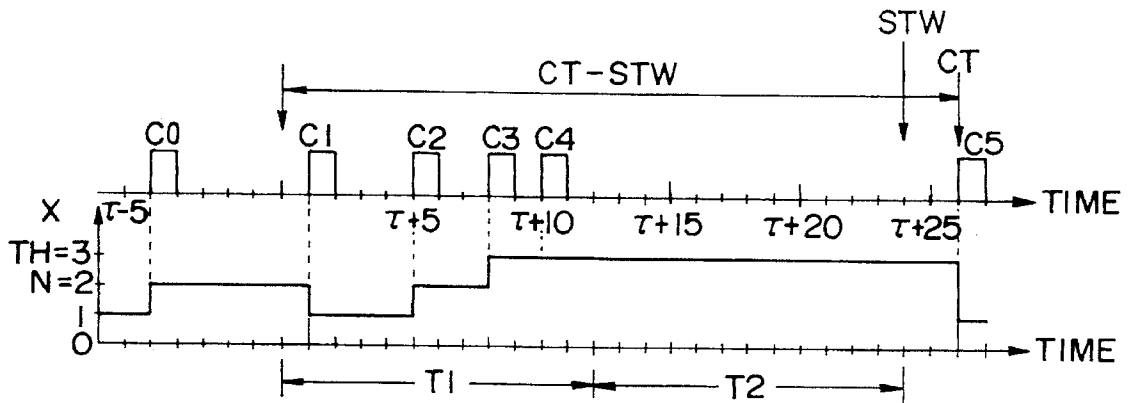 STW
CT-STW
CT
C0
C1
C2
C3
C4
C5
X
τ-5
τ+5
τ+10
τ+15
τ+20
τ+25
TIME
TH=3
N=2
1
0
TIME
T1
T2